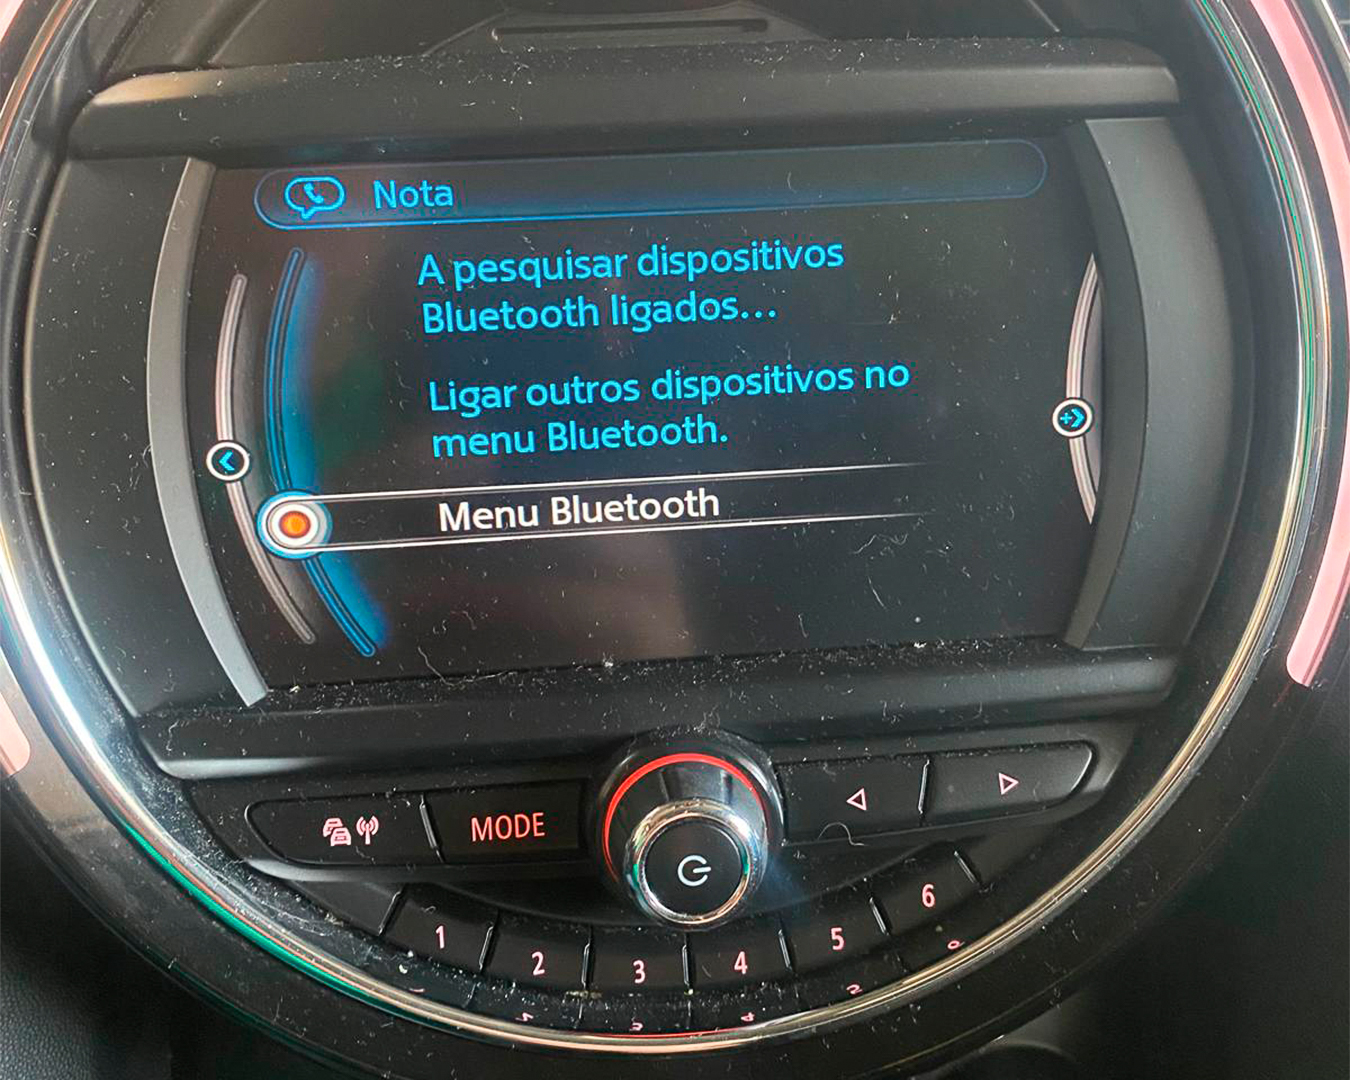 Nota
A pesquisar dispositivos
Bluetooth ligados...
Ligar outros dispositivos no
menu Bluetooth.
Menu Bluetooth
MODE
1 2 3 4 5 6